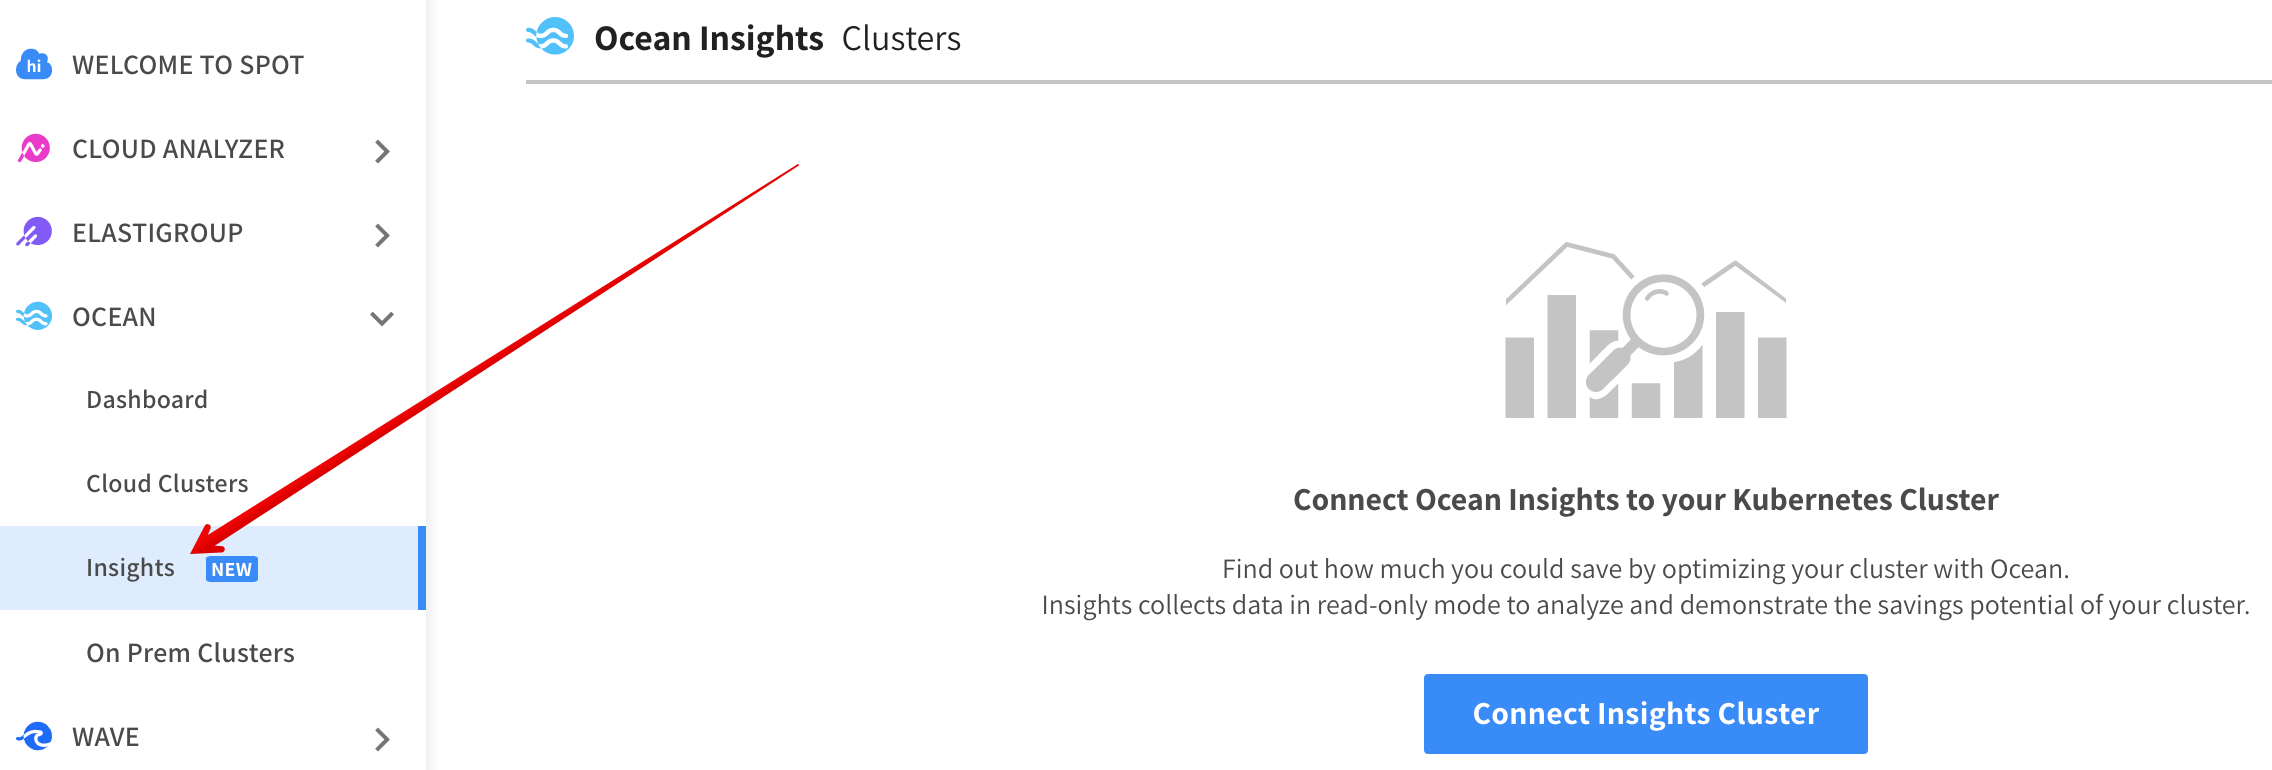 hi WELCOME TO SPOT
CLOUD ANALYZER
ELASTIGROUP
OCEAN
Dashboard
Cloud Clusters
Insights NEW
On Prem Clusters
WAVE
Ocean Insights Clusters
Connect Ocean Insights to your Kubernetes Cluster
Find out how much you could save by optimizing your cluster with Ocean.
Insights collects data in read-only mode to analyze and demonstrate the savings potential of your cluster.
Connect Insights Cluster